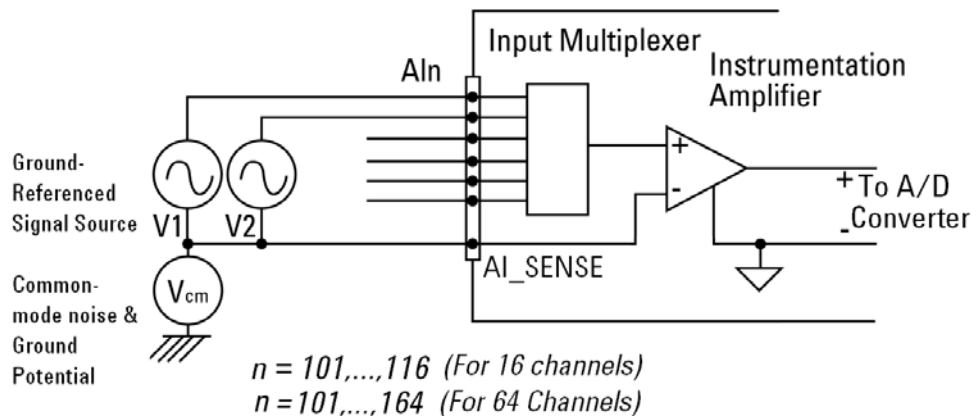 Input Multiplexer
AIn
Instrumentation
Amplifier
Ground-
Referenced
Signal Source
V1
V2
+
-
+
To A/D
Converter
-
AI_SENSE
Common-
mode noise &
Ground
Potential
Vcm
n = 101,...,116 (For 16 channels)
n = 101,...,164 (For 64 Channels)